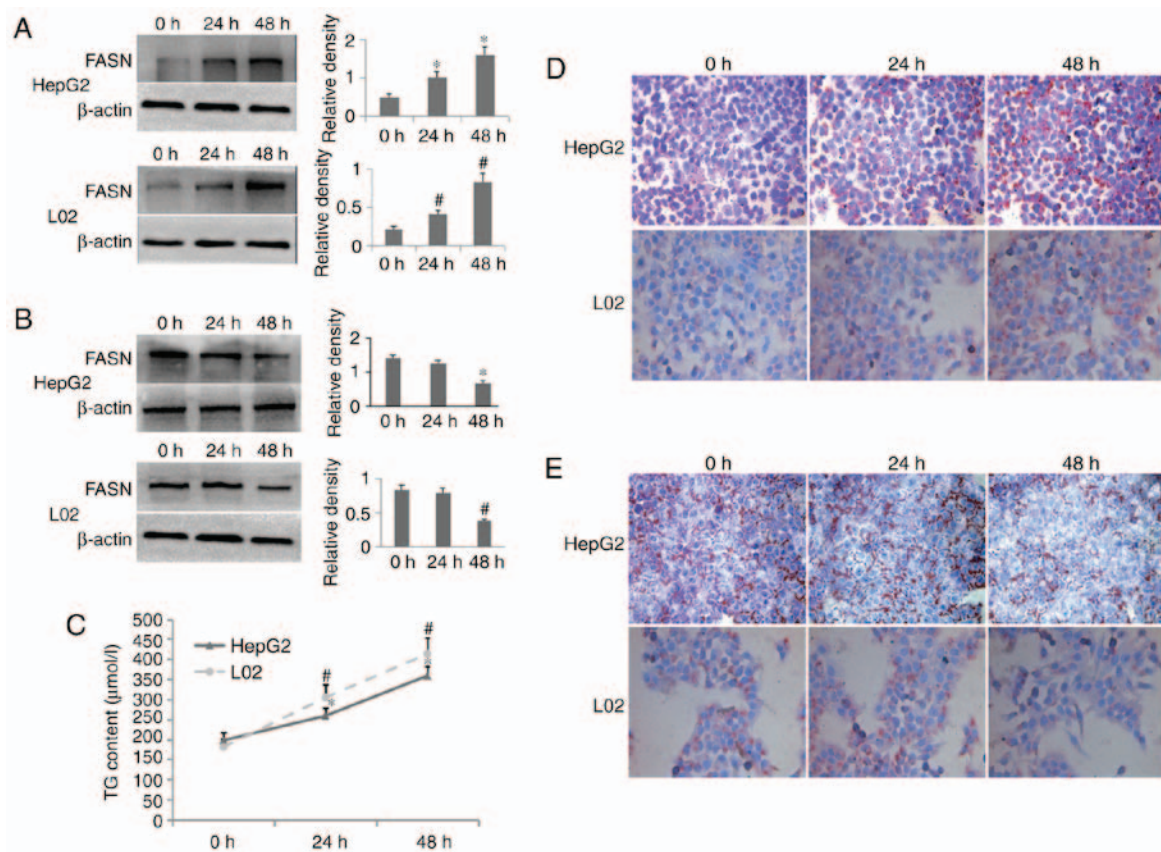 A
0 h 24 h 48 h
FASN
HepG2
β-actin
Relative density
2
1
0
*
*
0 h 24 h 48 h
0 h 24 h 48 h
FASN
L02
β-actin
Relative density
1
0.5
0
#
#
0 h 24 h 48 h
B
0 h 24 h 48 h
FASN
HepG2
β-actin
Relative density
2
1
0
*
0 h 24 h 48 h
0 h 24 h 48 h
FASN
L02
β-actin
Relative density
1
0.5
0
#
0 h 24 h 48 h
C
TG content (μmol/l)
500
450
400
350
300
250
200
150
100
50
0
HepG2
L02
#
*
#
*
0 h 24 h 48 h
D
0 h 24 h 48 h
HepG2
L02
E
0 h 24 h 48 h
HepG2
L02